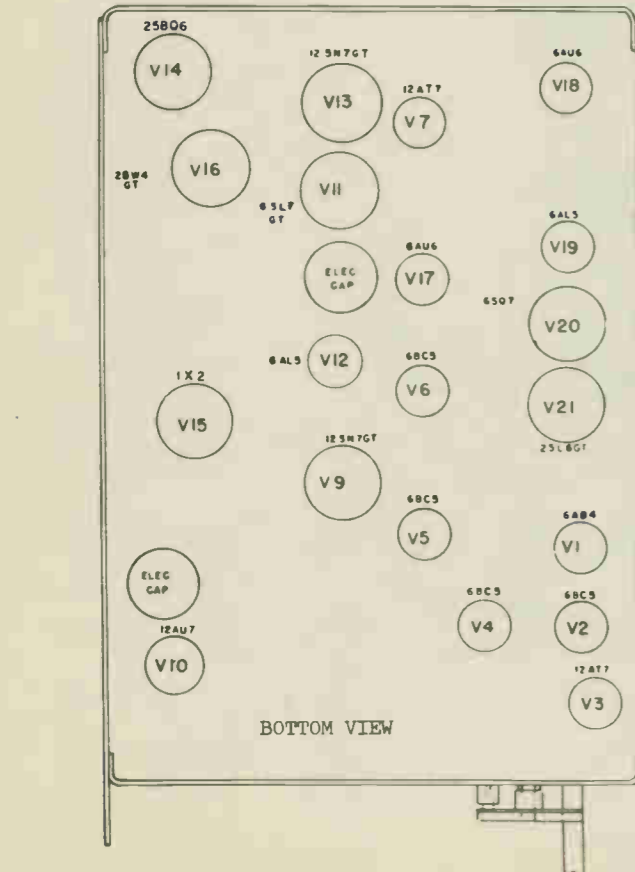 25BQ6
V14
12SN7GT
V13
12AT7
V7
6AU6
V18
2BW4
GT
V16
6SL7
GT
V11
6AL5
V19
ELEC
CAP
6AU6
V17
6SQ7
V20
6AL5
V12
6BC5
V6
V21
25L6GT
1X2
V15
12SN7GT
V9
6BC5
V5
6AB4
V1
ELEC
CAP
6BC5
V4
6BC5
V2
12AU7
V10
12AT7
V3
BOTTOM VIEW